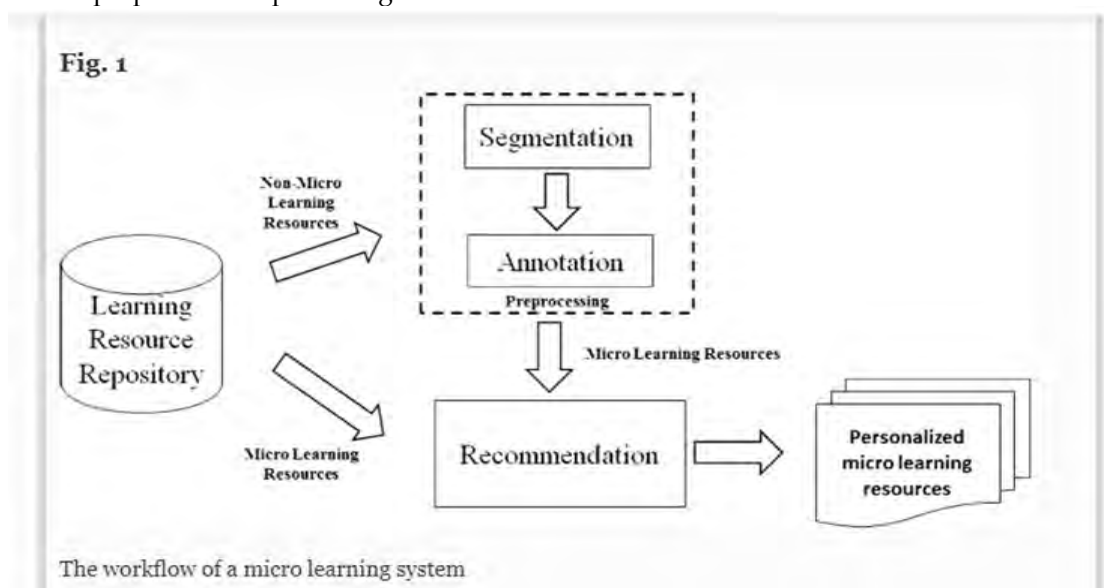 Fig. 1
Segmentation
Non-Micro
Learning
Resources
Annotation
Preprocessing
Learning
Resource
Repository
Micro Learning Resources
Micro Learning
Resources
Recommendation
Personalized
micro learning
resources
The workflow of a micro learning system